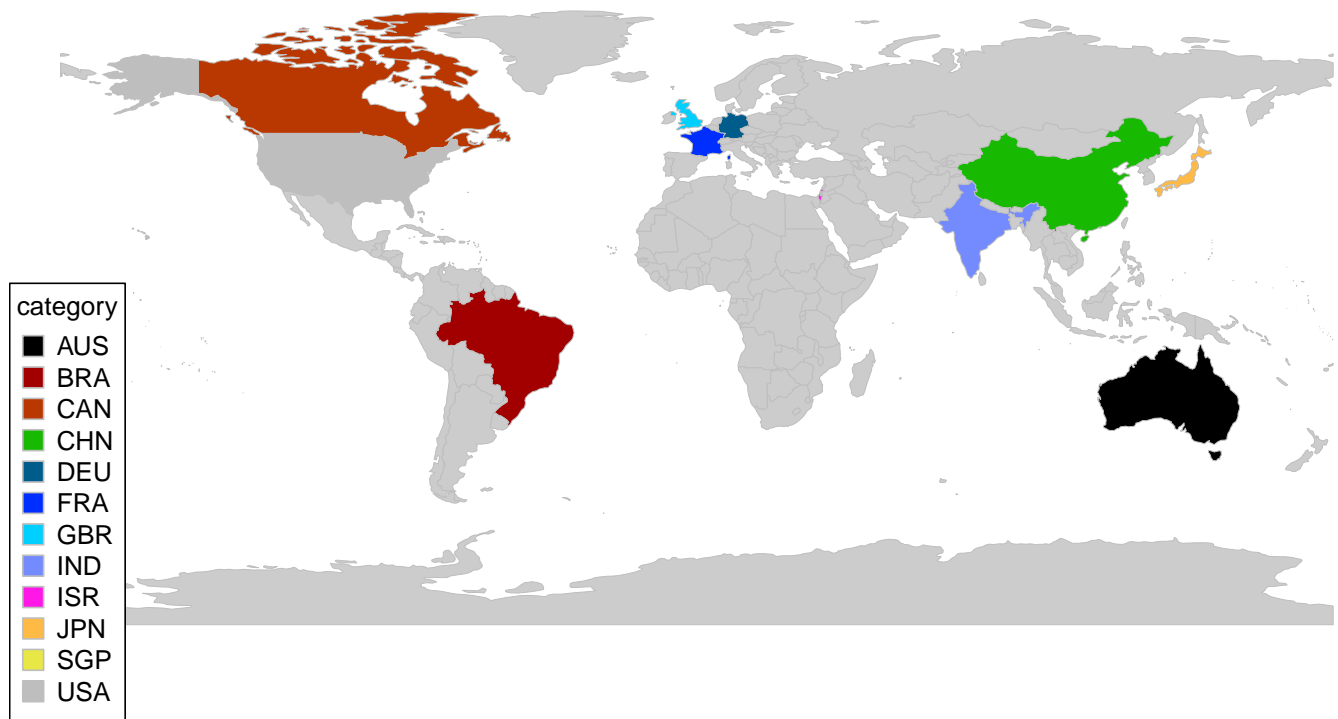 category
AUS
BRA
CAN
CHN
DEU
FRA
GBR
IND
ISR
JPN
SGP
USA